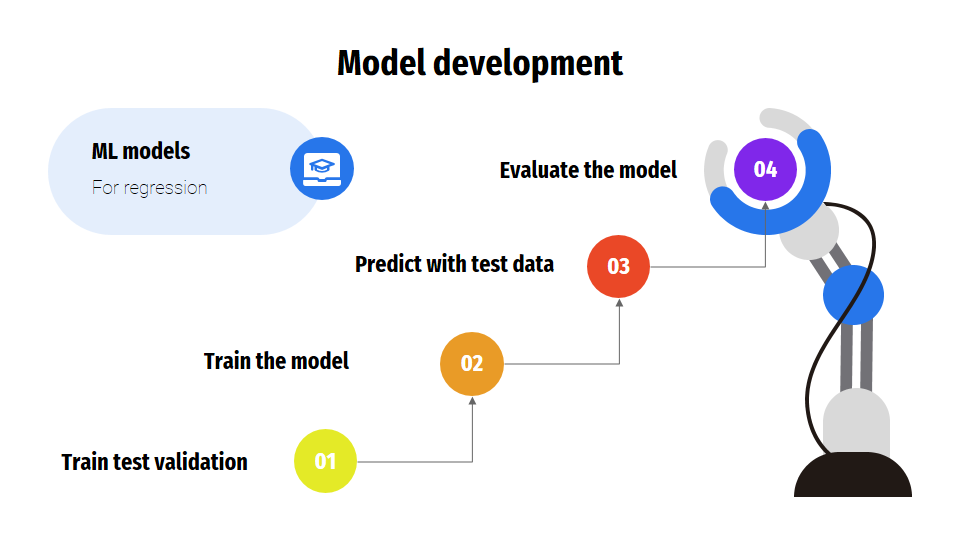 Model development
ML models
For regression
Evaluate the model
04
Predict with test data
03
Train the model
02
Train test validation
01